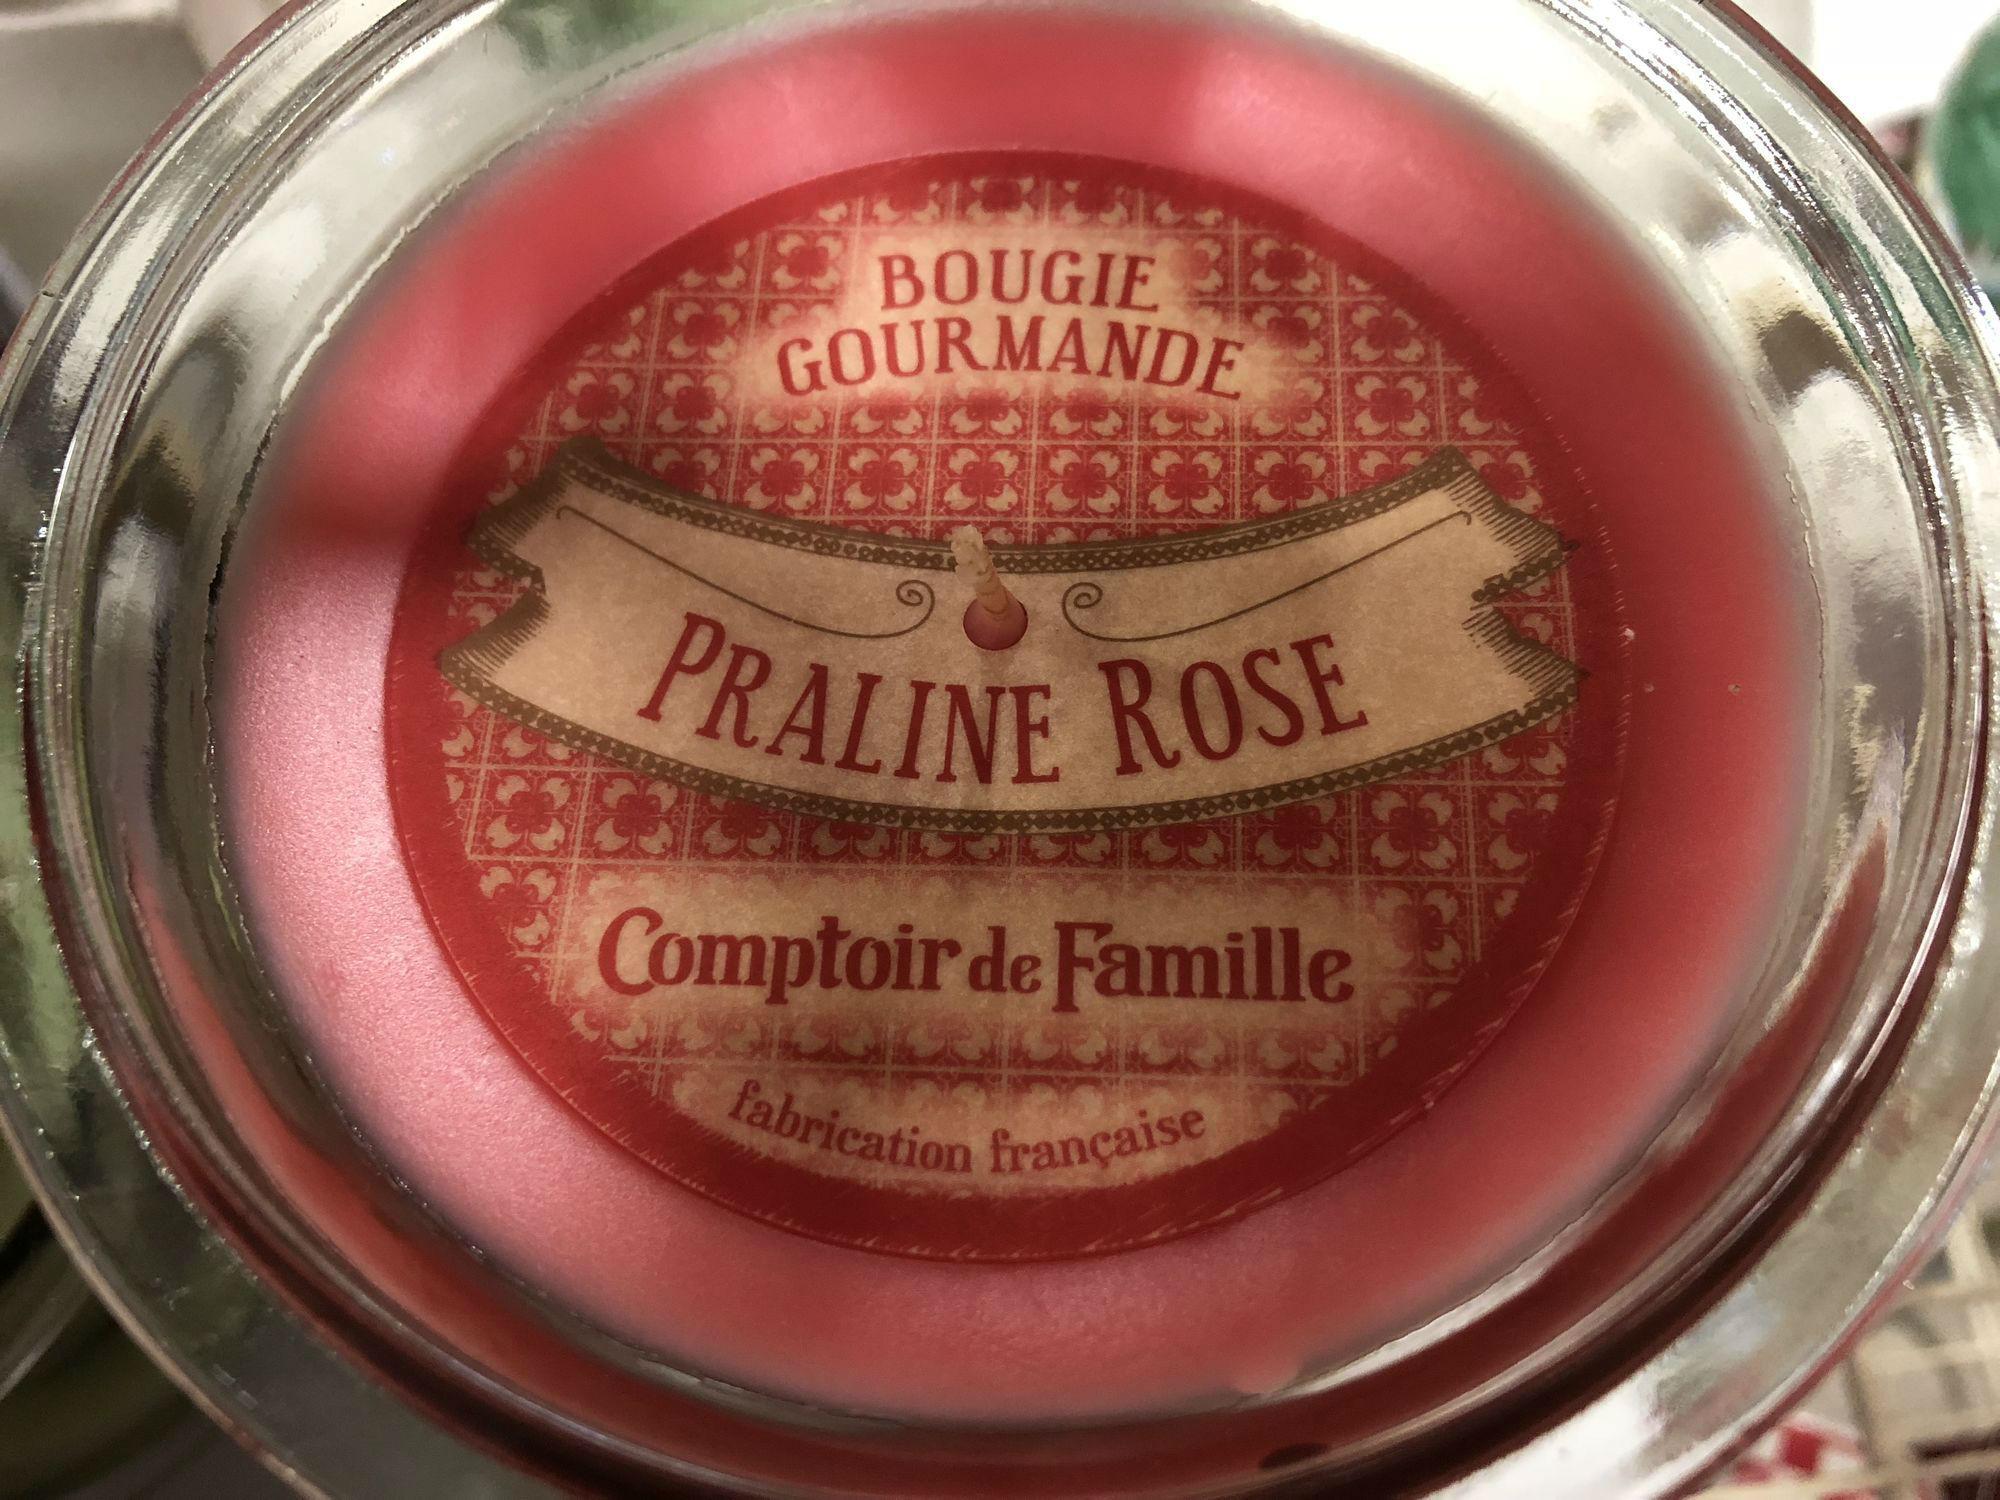 BOUGIE
GOURMANDE
PRALINE ROSE
Comptoir de Famille
fabrication française